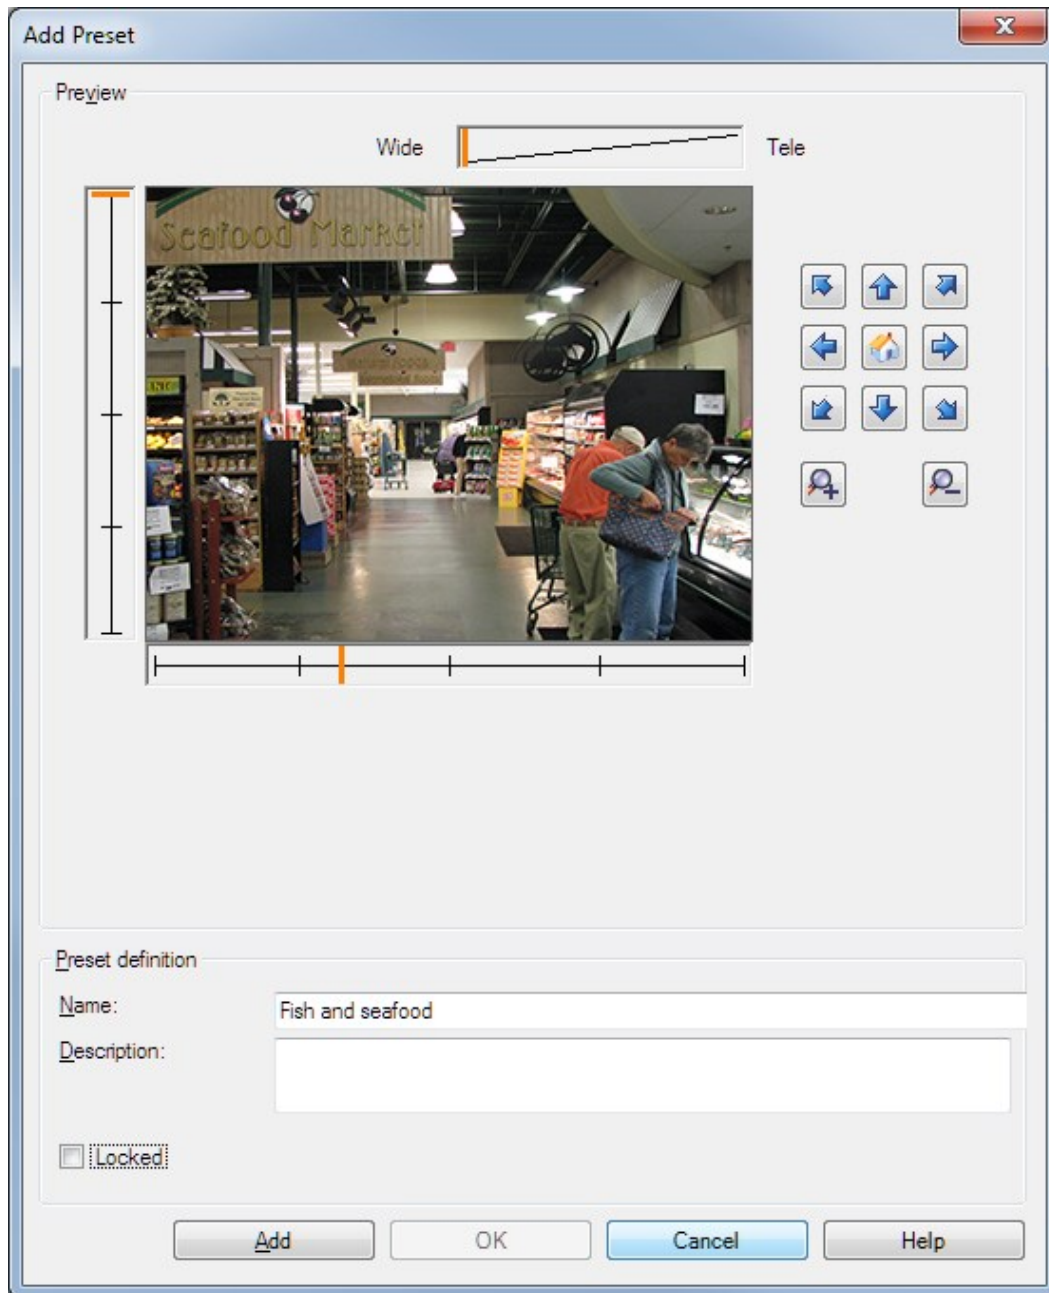 Add Preset
Preview
Wide
Tele
Seafood Market
Preset definition
Name:
Fish and seafood
Description:
Locked
Add
OK
Cancel
Help